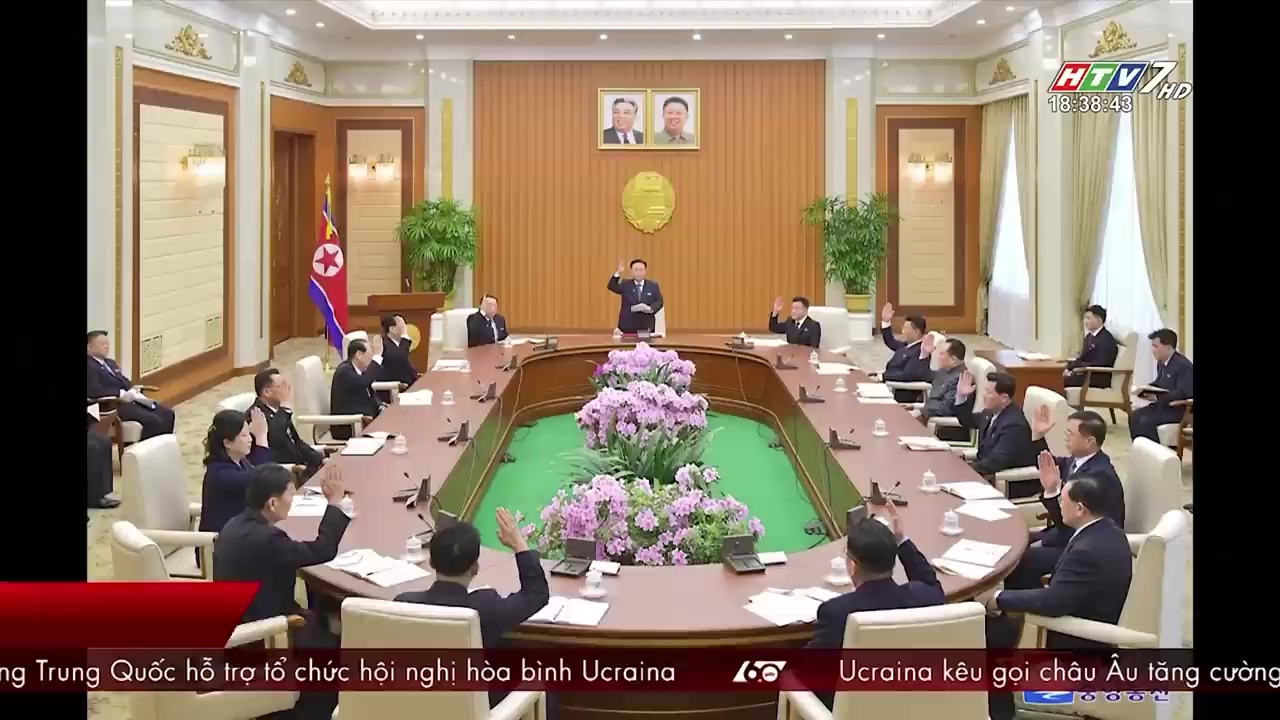 HTV7 HD
18:38:43
ng Trung Quốc hỗ trợ tổ chức hội nghị hòa bình Ucraina 60 Ucraina kêu gọi châu Âu tăng cường